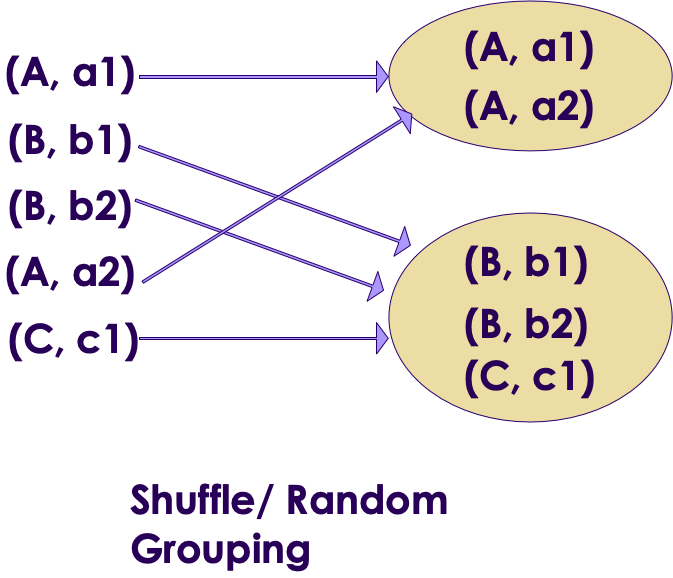 (A, a1)
(B, b1)
(B, b2)
(A, a2)
(C, c1)
(A, a1)
(A, a2)
(B, b1)
(B, b2)
(C, c1)
Shuffle/ Random
Grouping